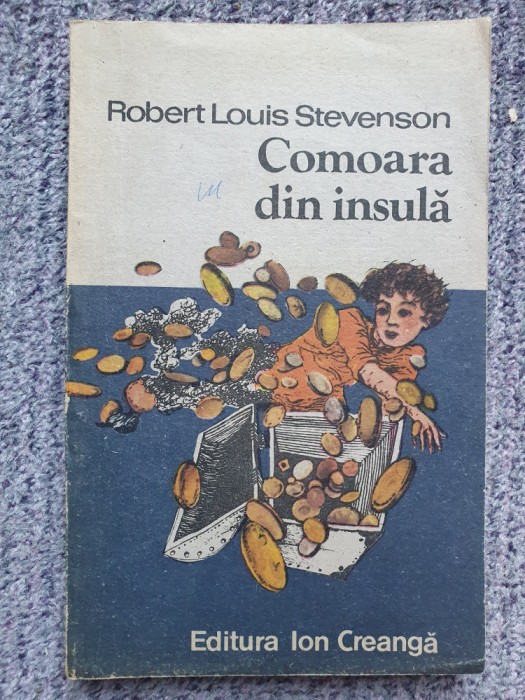 Robert Louis Stevenson
Comoara
din insulă
Editura Ion Creangă